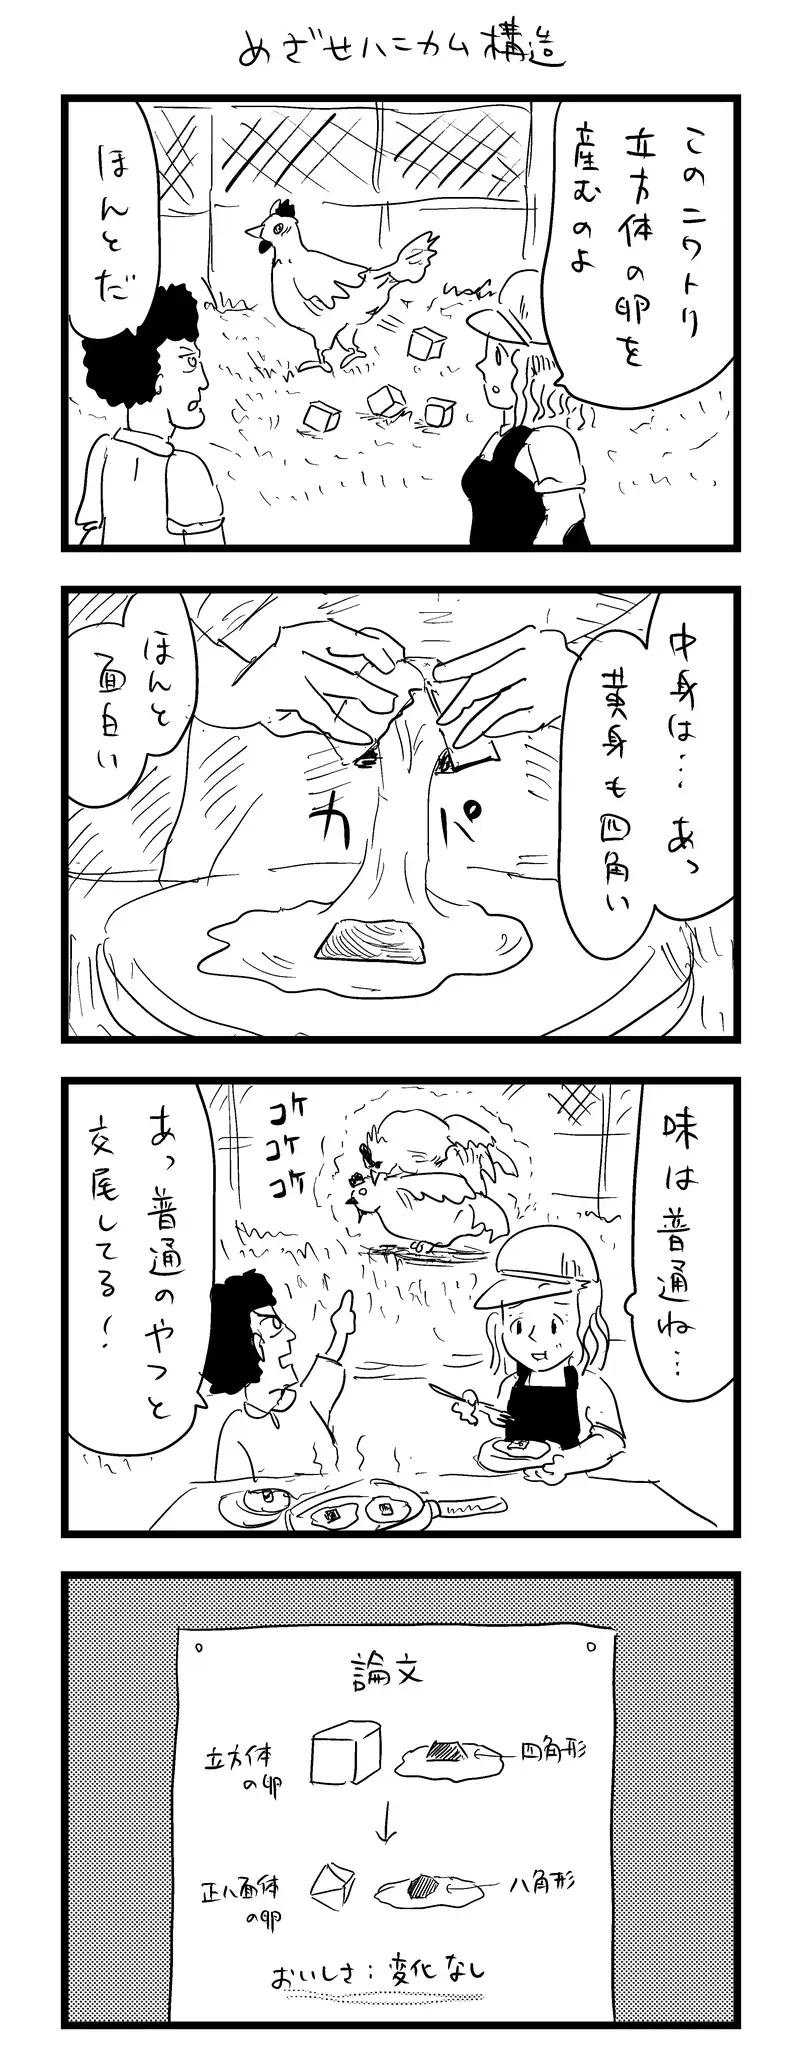 めざせハニカム構造
このニワトリ
立方体の卵を
産むのよ
ほんとだ
中身は…あっ
黄身も四角い
パカ
ほんと
面白い
味は普通ね…
コケ
コケ
コケ
あっ普通のやつと
交尾してる！
論文
立方体
の卵
四角形
正八面体
の卵
八角形
おいしさ：変化なし